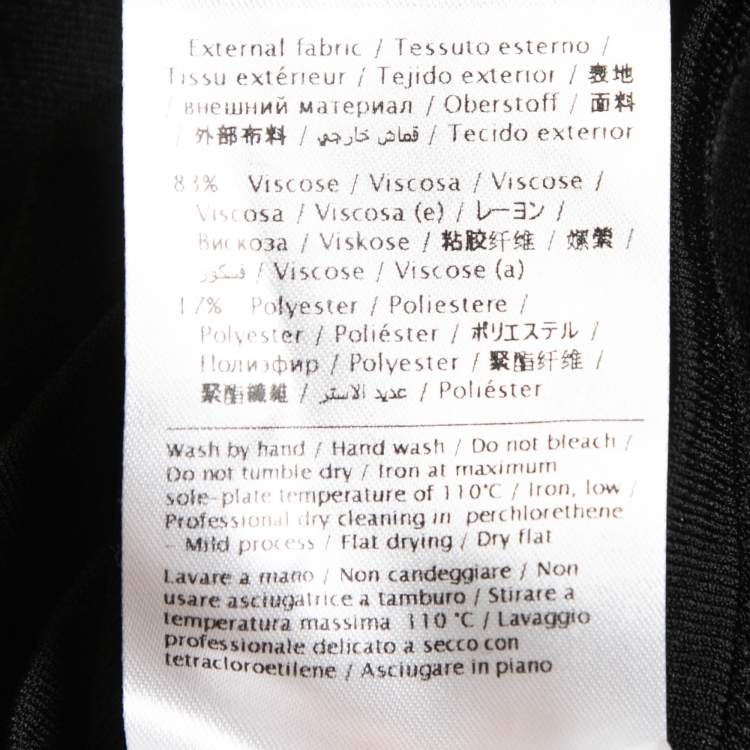 External fabric / Tessuto esterno /
Tissu extérieur / Tejido exterior / 表地
/ внешний материал / Oberstoff / 面料
/ 外部布料 / قماش خارجي / Tecido exterior
83% Viscose / Viscosa / Viscose /
Viscosa / Viscosa (e) / レーヨン /
Вискоза / Viskose / 粘胶纤维 / 嫘縈 /
فسكوز / Viscose / Viscose (a)
17% Polyester / Poliestere /
Polyester / Poliéster / ポリエステル /
Полиэфир / Polyester / 聚酯纤维 /
聚酯纖維 / عديد الاستر / Poliéster
Wash by hand / Hand wash / Do not bleach /
Do not tumble dry / Iron at maximum
sole-plate temperature of 110°C / Iron, low /
Professional dry cleaning in perchlorethene
- Mild process / Flat drying / Dry flat
Lavare a mano / Non candeggiare / Non
usare asciugatrice a tamburo / Stirare a
temperatura massima 110 °C / Lavaggio
professionale delicato a secco con
tetracloroetilene / Asciugare in piano